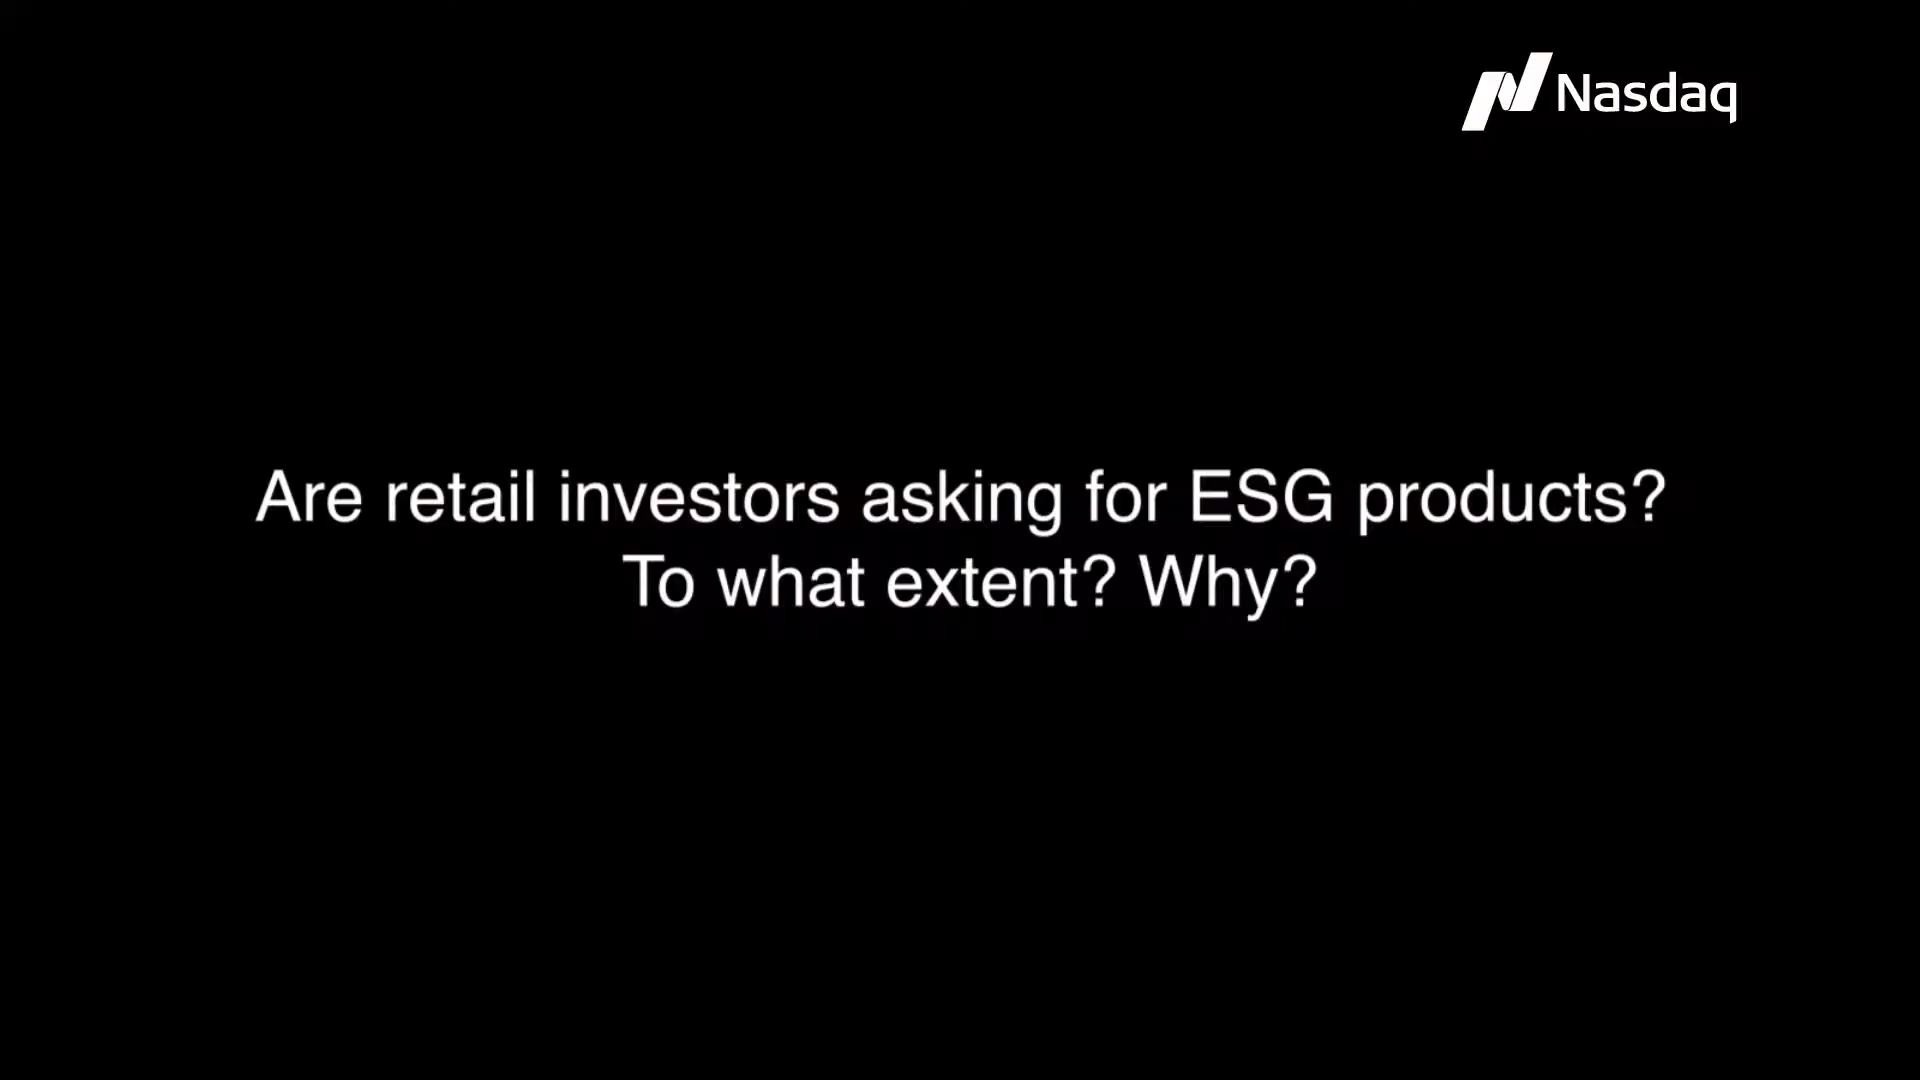 Nasdaq
Are retail investors asking for ESG products?
To what extent? Why?